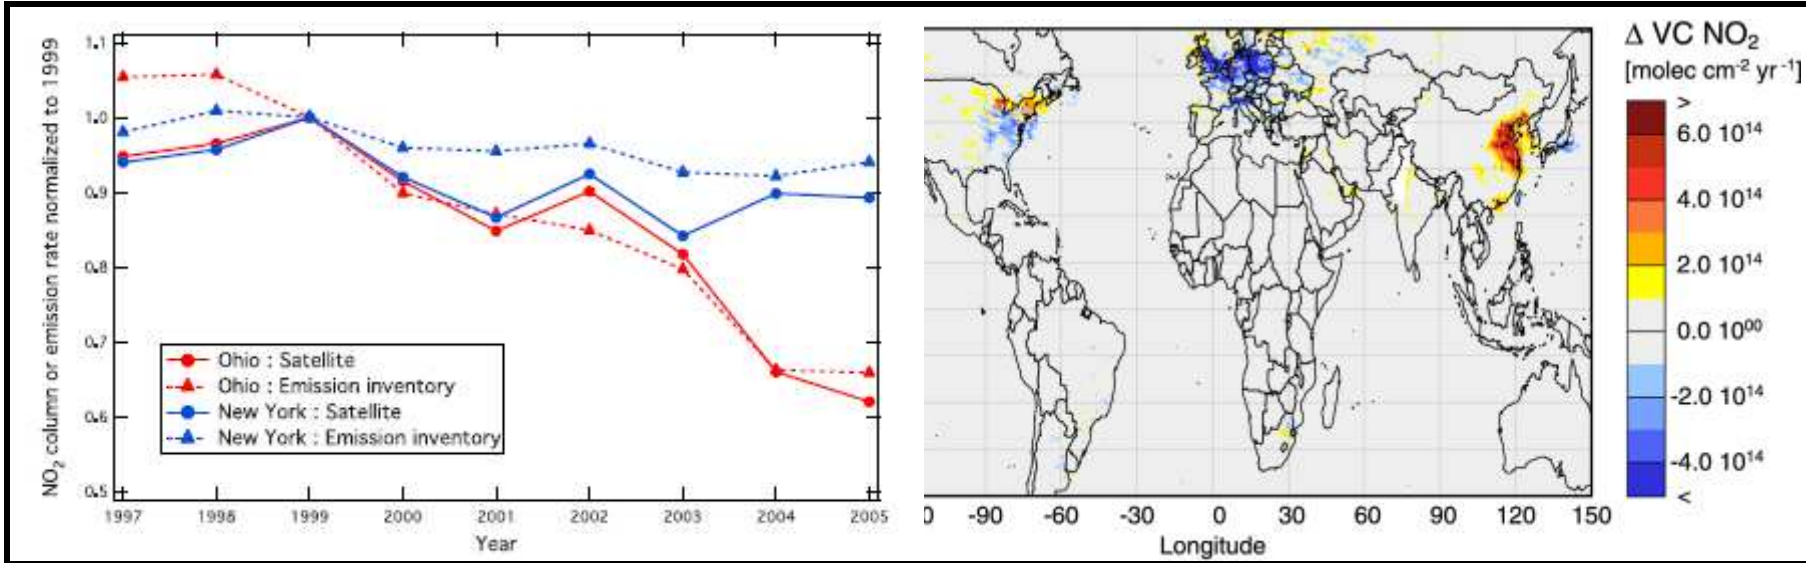 NO2 column or emission rate normalized to 1999
1.1
1.0
0.9
0.8
0.7
0.6
0.5
Ohio : Satellite
Ohio : Emission inventory
New York : Satellite
New York : Emission inventory
1997 1998 1999 2000 2001 2002 2003 2004 2005
Year
0 -90 -60 -30 0 30 60 90 120 150
Longitude
Δ VC NO2
[molec cm-2 yr-1]
>
6.0 10^14
4.0 10^14
2.0 10^14
0.0 10^00
-2.0 10^14
-4.0 10^14
<